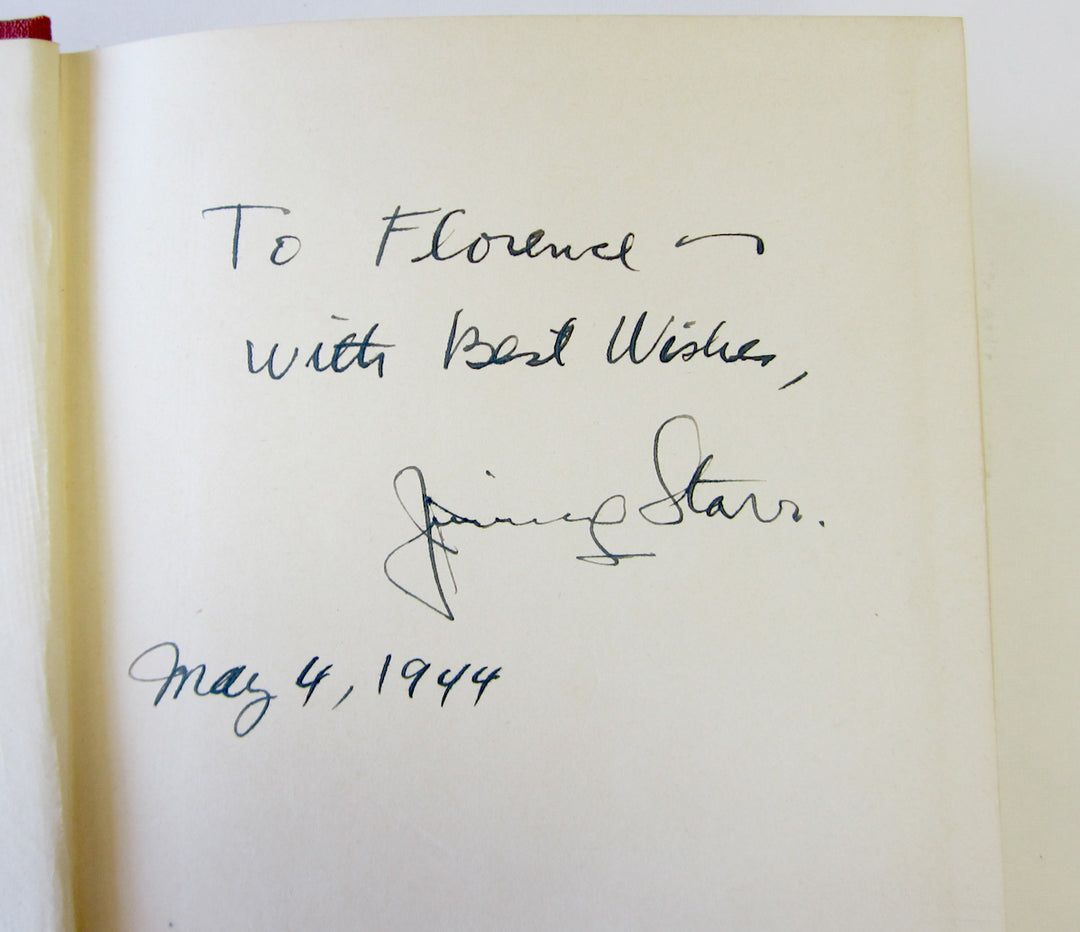 To Florence —
with Best Wishes,
Jimmy Starr.
May 4, 1944